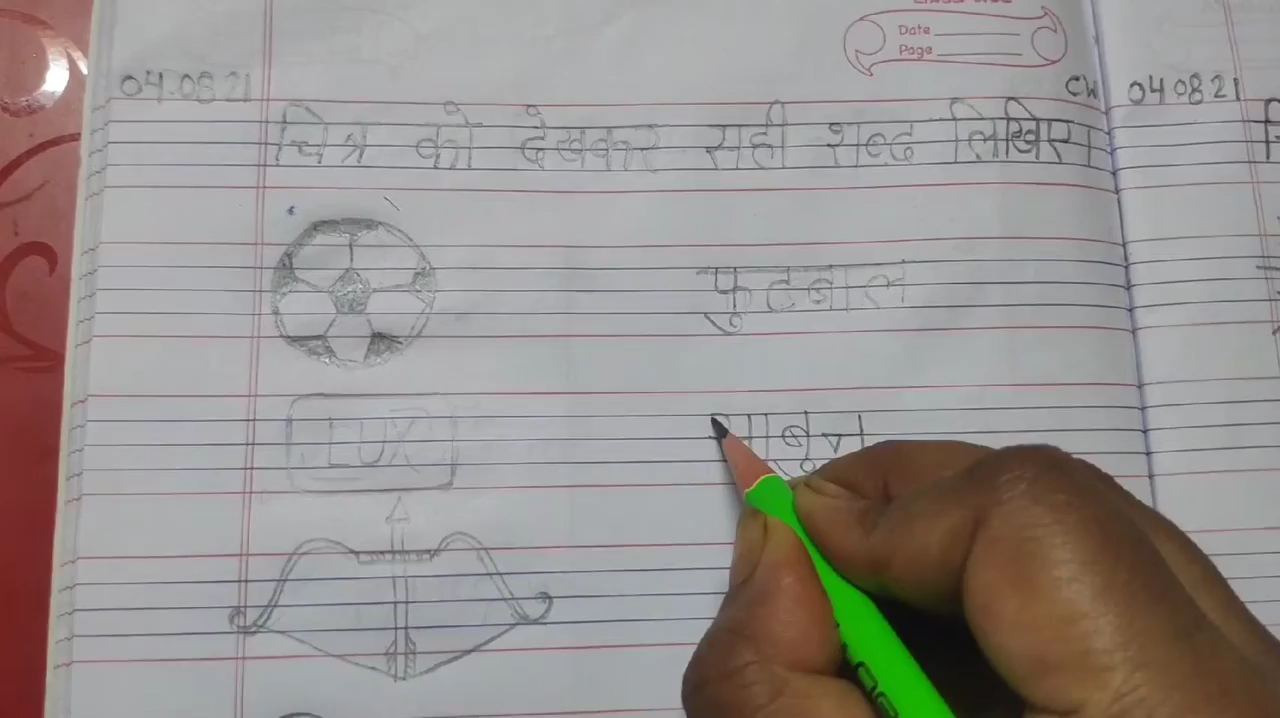 Date
Page
04.08.21
CW
04 08 21
चित्र को देखकर सही शब्द लिखिए
फुटबाल
LUX
साबुन